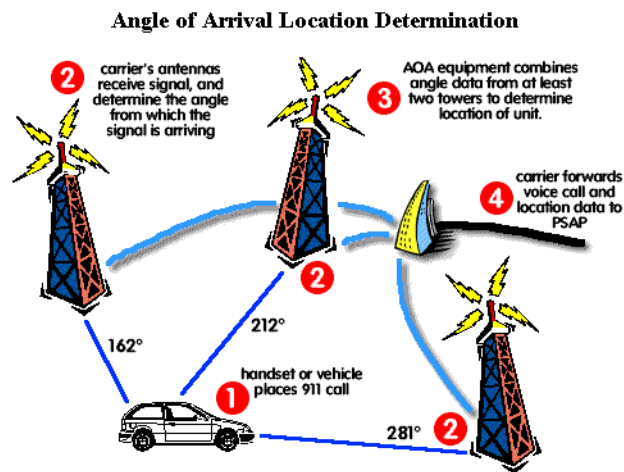 Angle of Arrival Location Determination
2
carrier's antennas
receive signal, and
determine the angle
from which the
signal is arriving
3
AOA equipment combines
angle data from at least
two towers to determine
location of unit.
4
carrier forwards
voice call and
location data to
PSAP
2
162°
212°
1
handset or vehicle
places 911 call
281°
2